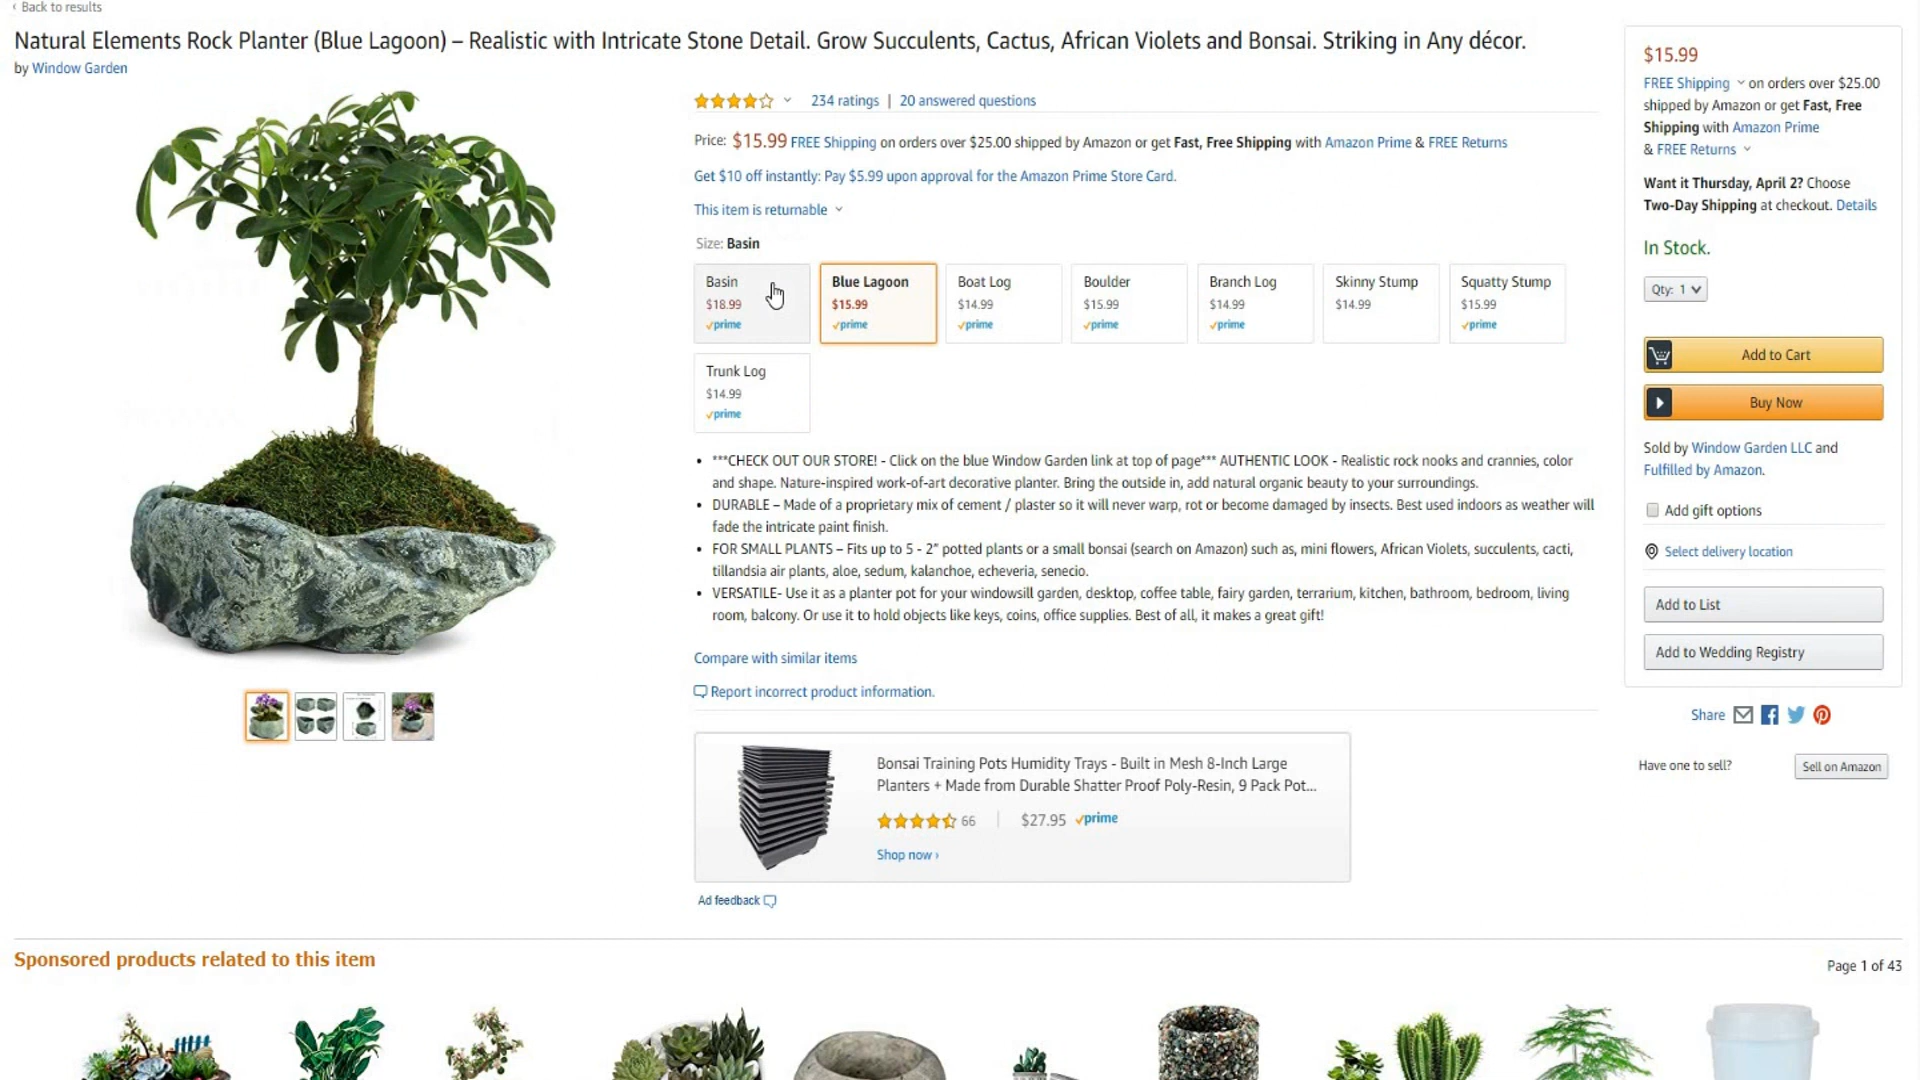 ‹ Back to results
Natural Elements Rock Planter (Blue Lagoon) – Realistic with Intricate Stone Detail. Grow Succulents, Cactus, African Violets and Bonsai. Striking in Any décor.
by Window Garden
234 ratings | 20 answered questions
Price: $15.99 FREE Shipping on orders over $25.00 shipped by Amazon or get Fast, Free Shipping with Amazon Prime & FREE Returns
Get $10 off instantly: Pay $5.99 upon approval for the Amazon Prime Store Card.
This item is returnable
Size: Basin
Basin
$18.99
prime
Blue Lagoon
$15.99
prime
Boat Log
$14.99
prime
Boulder
$15.99
prime
Branch Log
$14.99
prime
Skinny Stump
$14.99
Squatty Stump
$15.99
prime
Trunk Log
$14.99
prime
• ***CHECK OUT OUR STORE! - Click on the blue Window Garden link at top of page*** AUTHENTIC LOOK - Realistic rock nooks and crannies, color
and shape. Nature-inspired work-of-art decorative planter. Bring the outside in, add natural organic beauty to your surroundings.
• DURABLE – Made of a proprietary mix of cement / plaster so it will never warp, rot or become damaged by insects. Best used indoors as weather will
fade the intricate paint finish.
• FOR SMALL PLANTS – Fits up to 5 - 2" potted plants or a small bonsai (search on Amazon) such as, mini flowers, African Violets, succulents, cacti,
tillandsia air plants, aloe, sedum, kalanchoe, echeveria, senecio.
• VERSATILE- Use it as a planter pot for your windowsill garden, desktop, coffee table, fairy garden, terrarium, kitchen, bathroom, bedroom, living
room, balcony. Or use it to hold objects like keys, coins, office supplies. Best of all, it makes a great gift!
Compare with similar items
Report incorrect product information.
Bonsai Training Pots Humidity Trays - Built in Mesh 8-Inch Large
Planters + Made from Durable Shatter Proof Poly-Resin, 9 Pack Pot...
66 | $27.95 prime
Shop now ›
Ad feedback
$15.99
FREE Shipping on orders over $25.00
shipped by Amazon or get Fast, Free
Shipping with Amazon Prime
& FREE Returns
Want it Thursday, April 2? Choose
Two-Day Shipping at checkout. Details
In Stock.
Qty: 1
Add to Cart
Buy Now
Sold by Window Garden LLC and
Fulfilled by Amazon.
Add gift options
Select delivery location
Add to List
Add to Wedding Registry
Share
Have one to sell? Sell on Amazon
Sponsored products related to this item
Page 1 of 43